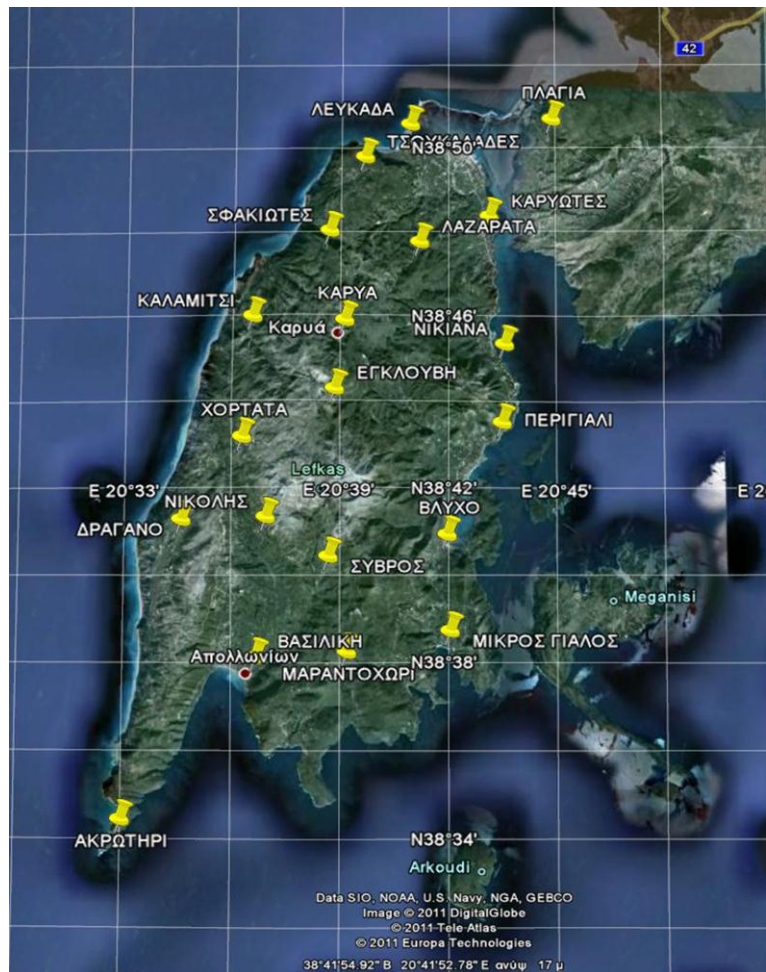 42
ΠΛΑΓΙΑ
ΛΕΥΚΑΔΑ
ΤΣΟΥΚΑΛΑΔΕΣ
N38°50'
ΚΑΡΥΩΤΕΣ
ΣΦΑΚΙΩΤΕΣ
ΛΑΖΑΡΑΤΑ
ΚΑΛΑΜΙΤΣΙ
ΚΑΡΥΑ
N38°46'
Καρυά
ΝΙΚΙΑΝΑ
ΕΓΚΛΟΥΒΗ
ΧΟΡΤΑΤΑ
ΠΕΡΙΓΙΑΛΙ
Lefkas
E 20°33'
E 20°39'
N38°42'
E 20°45'
E 2
ΝΙΚΟΛΗΣ
ΒΛΥΧΟ
ΔΡΑΓΑΝΟ
ΣΥΒΡΟΣ
Meganisi
ΒΑΣΙΛΙΚΗ
ΜΙΚΡΟΣ ΓΙΑΛΟΣ
Απολλωνίων
ΜΑΡΑΝΤΟΧΩΡΙ
N38°38'
ΑΚΡΩΤΗΡΙ
N38°34'
Arkoudi
Data SIO, NOAA, U.S. Navy, NGA, GEBCO
Image © 2011 DigitalGlobe
© 2011 Tele Atlas
© 2011 Europa Technologies
38°41'54.92" Β 20°41'52.78" Ε ανύψ 17 μ